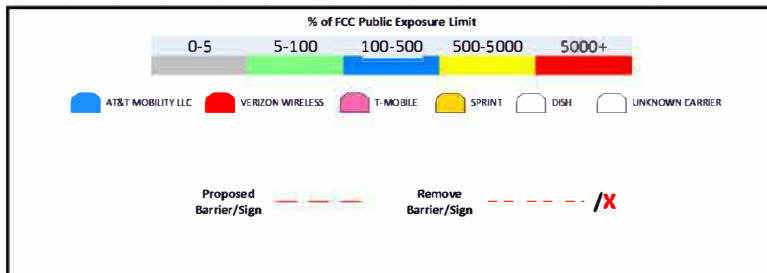 % of FCC Public Exposure Limit
0-5 5-100 100-500 500-5000 5000+
AT&T MOBILITY LLC VERIZON WIRELESS T-MOBILE SPRINT DISH UNKNOWN CARRIER
Proposed Remove
Barrier/Sign Barrier/Sign /X